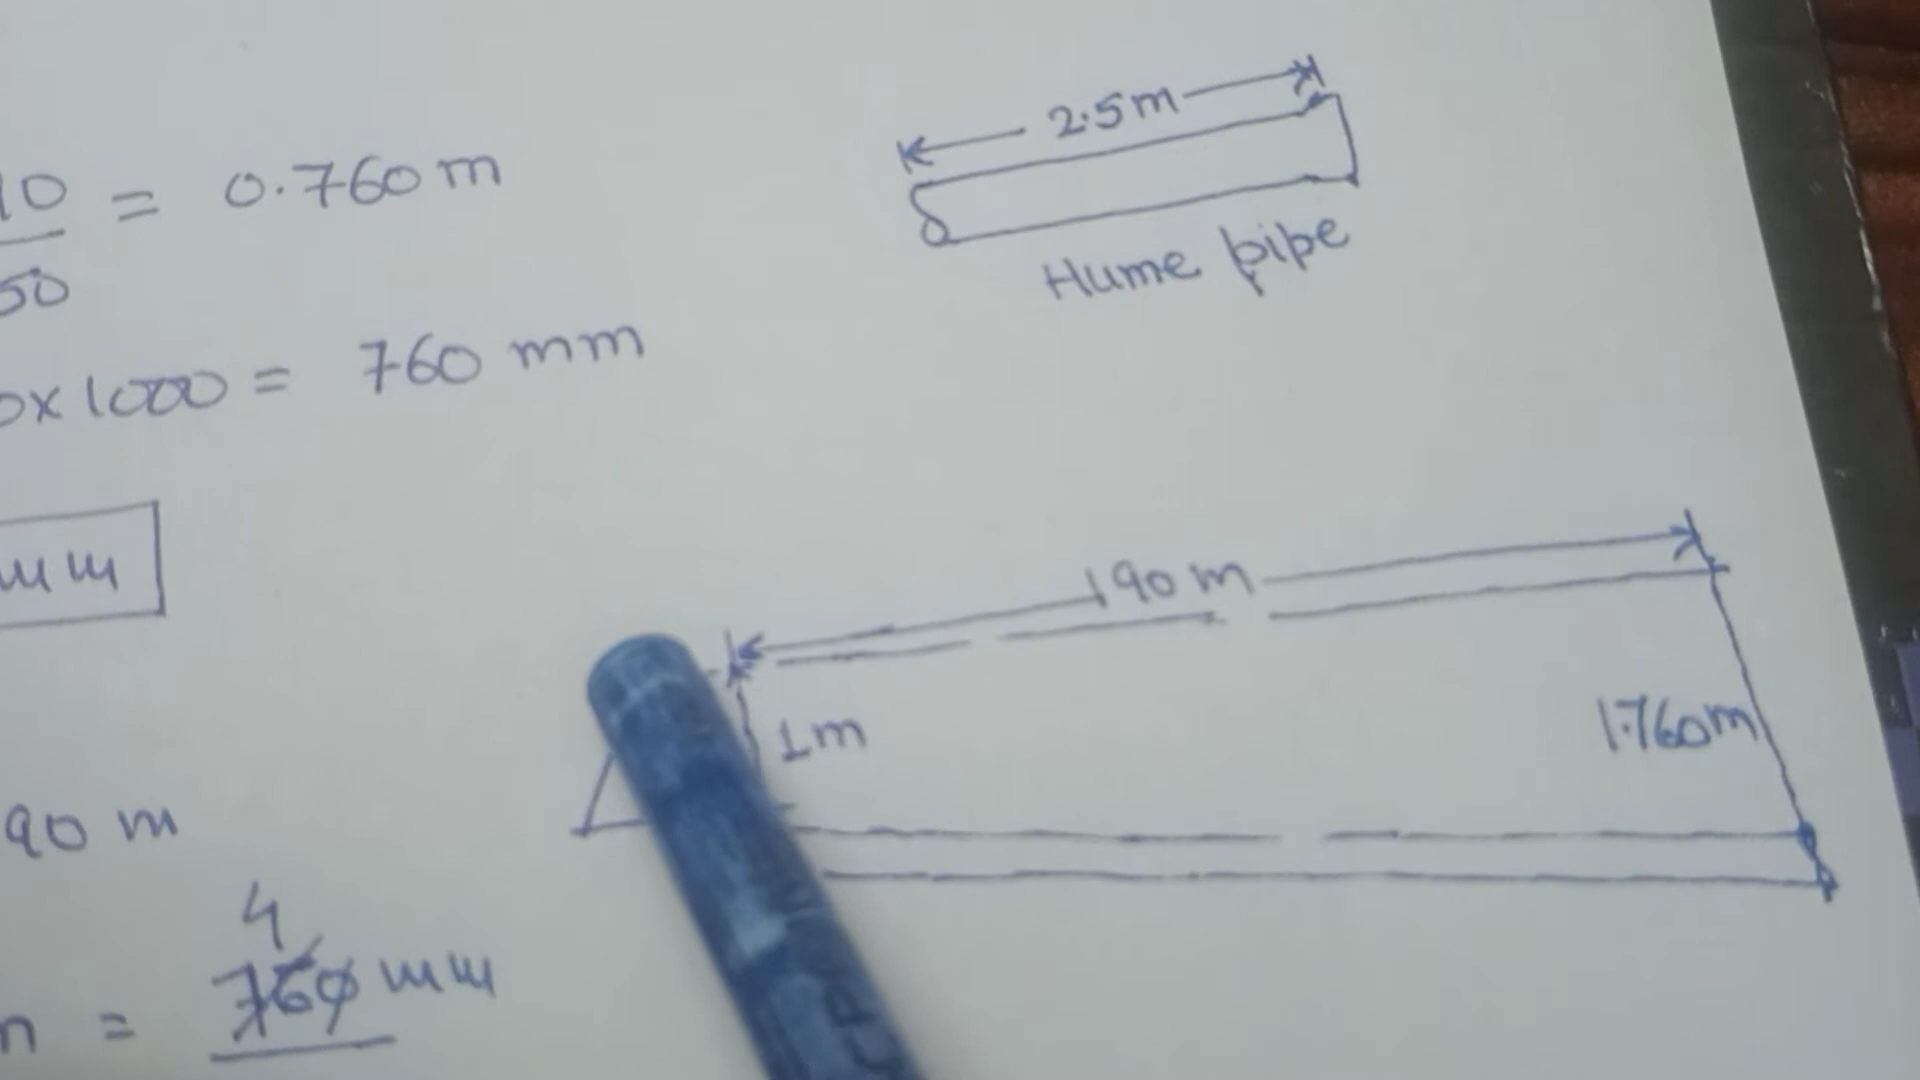 2.5m
10 = 0.760 m
50
Hume pipe
0x1000 = 760 mm
mm
190 m
1m
1.760m
90 m
4
n = 760 mm